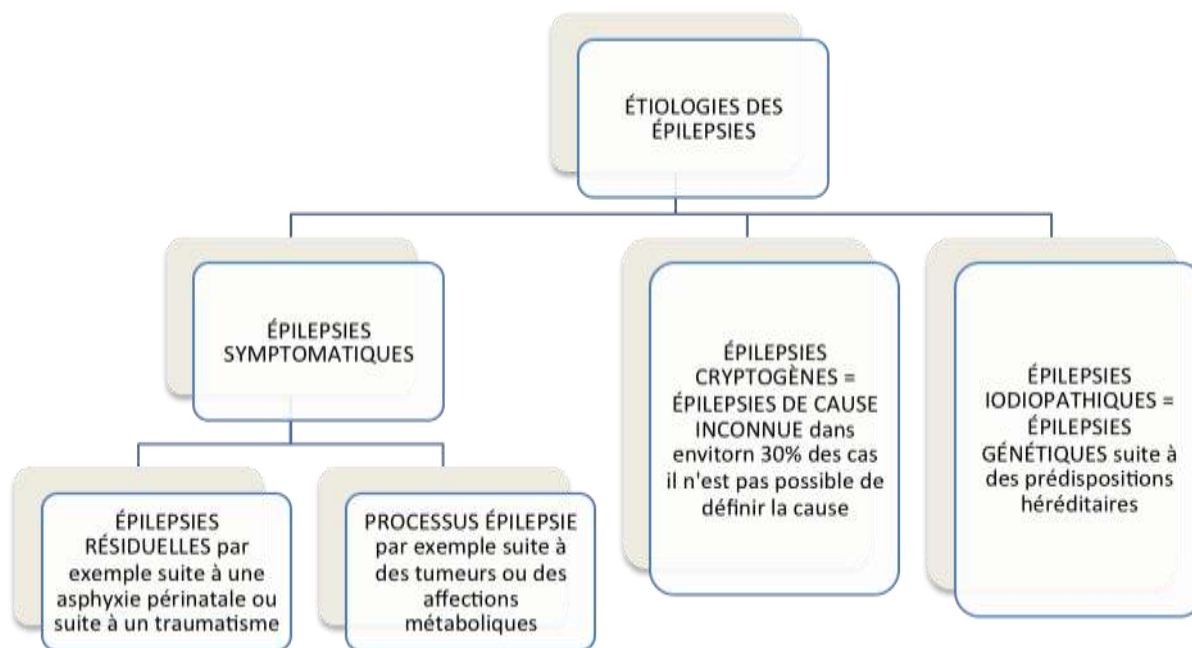 ÉTIOLOGIES DES
ÉPILEPSIES
ÉPILEPSIES
SYMPTOMATIQUES
ÉPILEPSIES
CRYPTOGÈNES =
ÉPILEPSIES DE CAUSE
INCONNUE dans
envitorn 30% des cas
il n'est pas possible de
définir la cause
ÉPILEPSIES
IODIOPATHIQUES =
ÉPILEPSIES
GÉNÉTIQUES suite à
des prédispositions
héréditaires
ÉPILEPSIES
RÉSIDUELLES par
exemple suite à une
asphyxie périnatale ou
suite à un traumatisme
PROCESSUS ÉPILEPSIE
par exemple suite à
des tumeurs ou des
affections
métaboliques